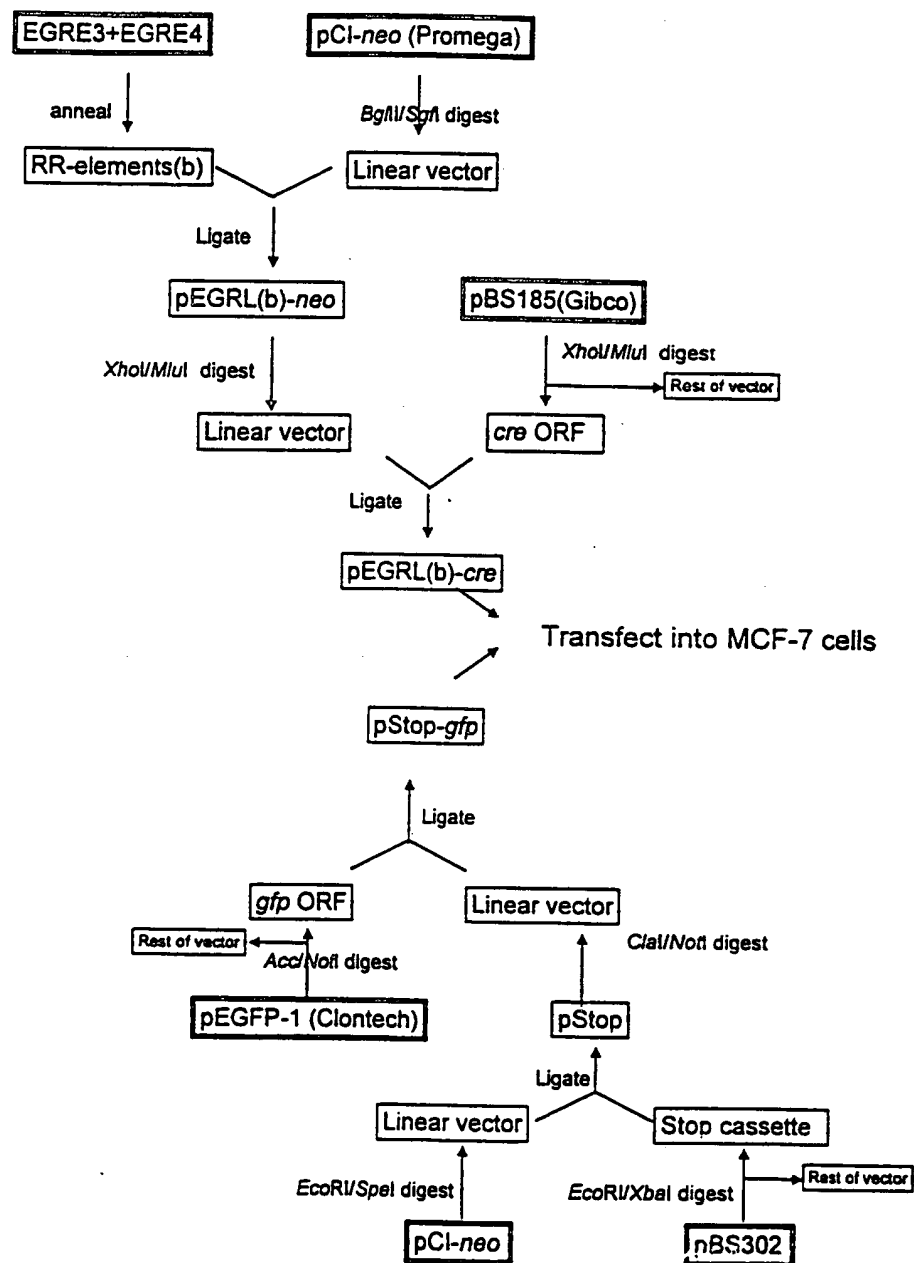 EGRE3+EGRE4
pCI-neo (Promega)
anneal
BglII/SgfI digest
RR-elements(b)
Linear vector
Ligate
pEGRL(b)-neo
pBS185(Gibco)
XhoI/MluI digest
XhoI/MluI digest
Rest of vector
Linear vector
cre ORF
Ligate
pEGRL(b)-cre
Transfect into MCF-7 cells
pStop-gfp
Ligate
gfp ORF
Linear vector
Rest of vector
AccI/NotI digest
ClaI/NotI digest
pEGFP-1 (Clontech)
pStop
Ligate
Linear vector
Stop cassette
EcoRI/SpeI digest
EcoRI/XbaI digest
Rest of vector
pCI-neo
pBS302